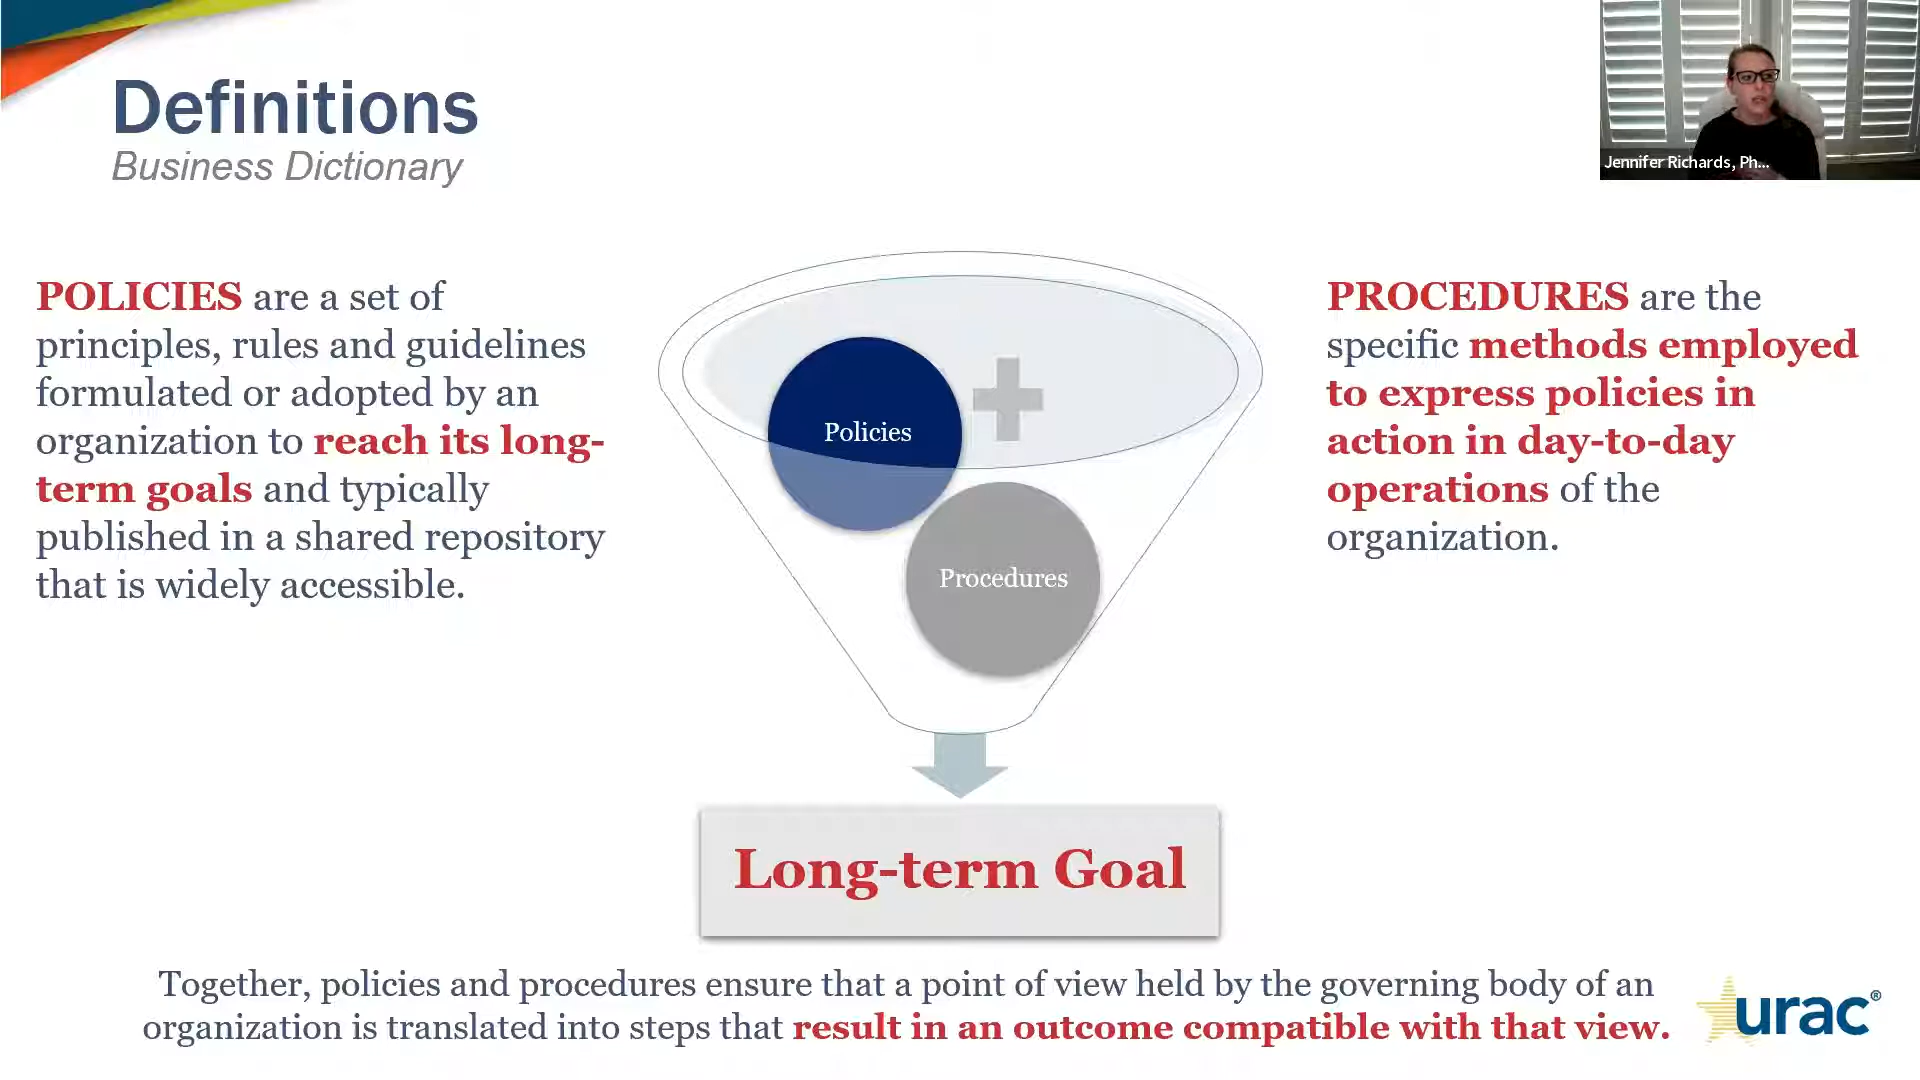 Definitions
Business Dictionary
Jennifer Richards, Ph...
POLICIES are a set of
principles, rules and guidelines
formulated or adopted by an
organization to reach its long-
term goals and typically
published in a shared repository
that is widely accessible.
Policies
Procedures
PROCEDURES are the
specific methods employed
to express policies in
action in day-to-day
operations of the
organization.
Long-term Goal
Together, policies and procedures ensure that a point of view held by the governing body of an
organization is translated into steps that result in an outcome compatible with that view.
urac®